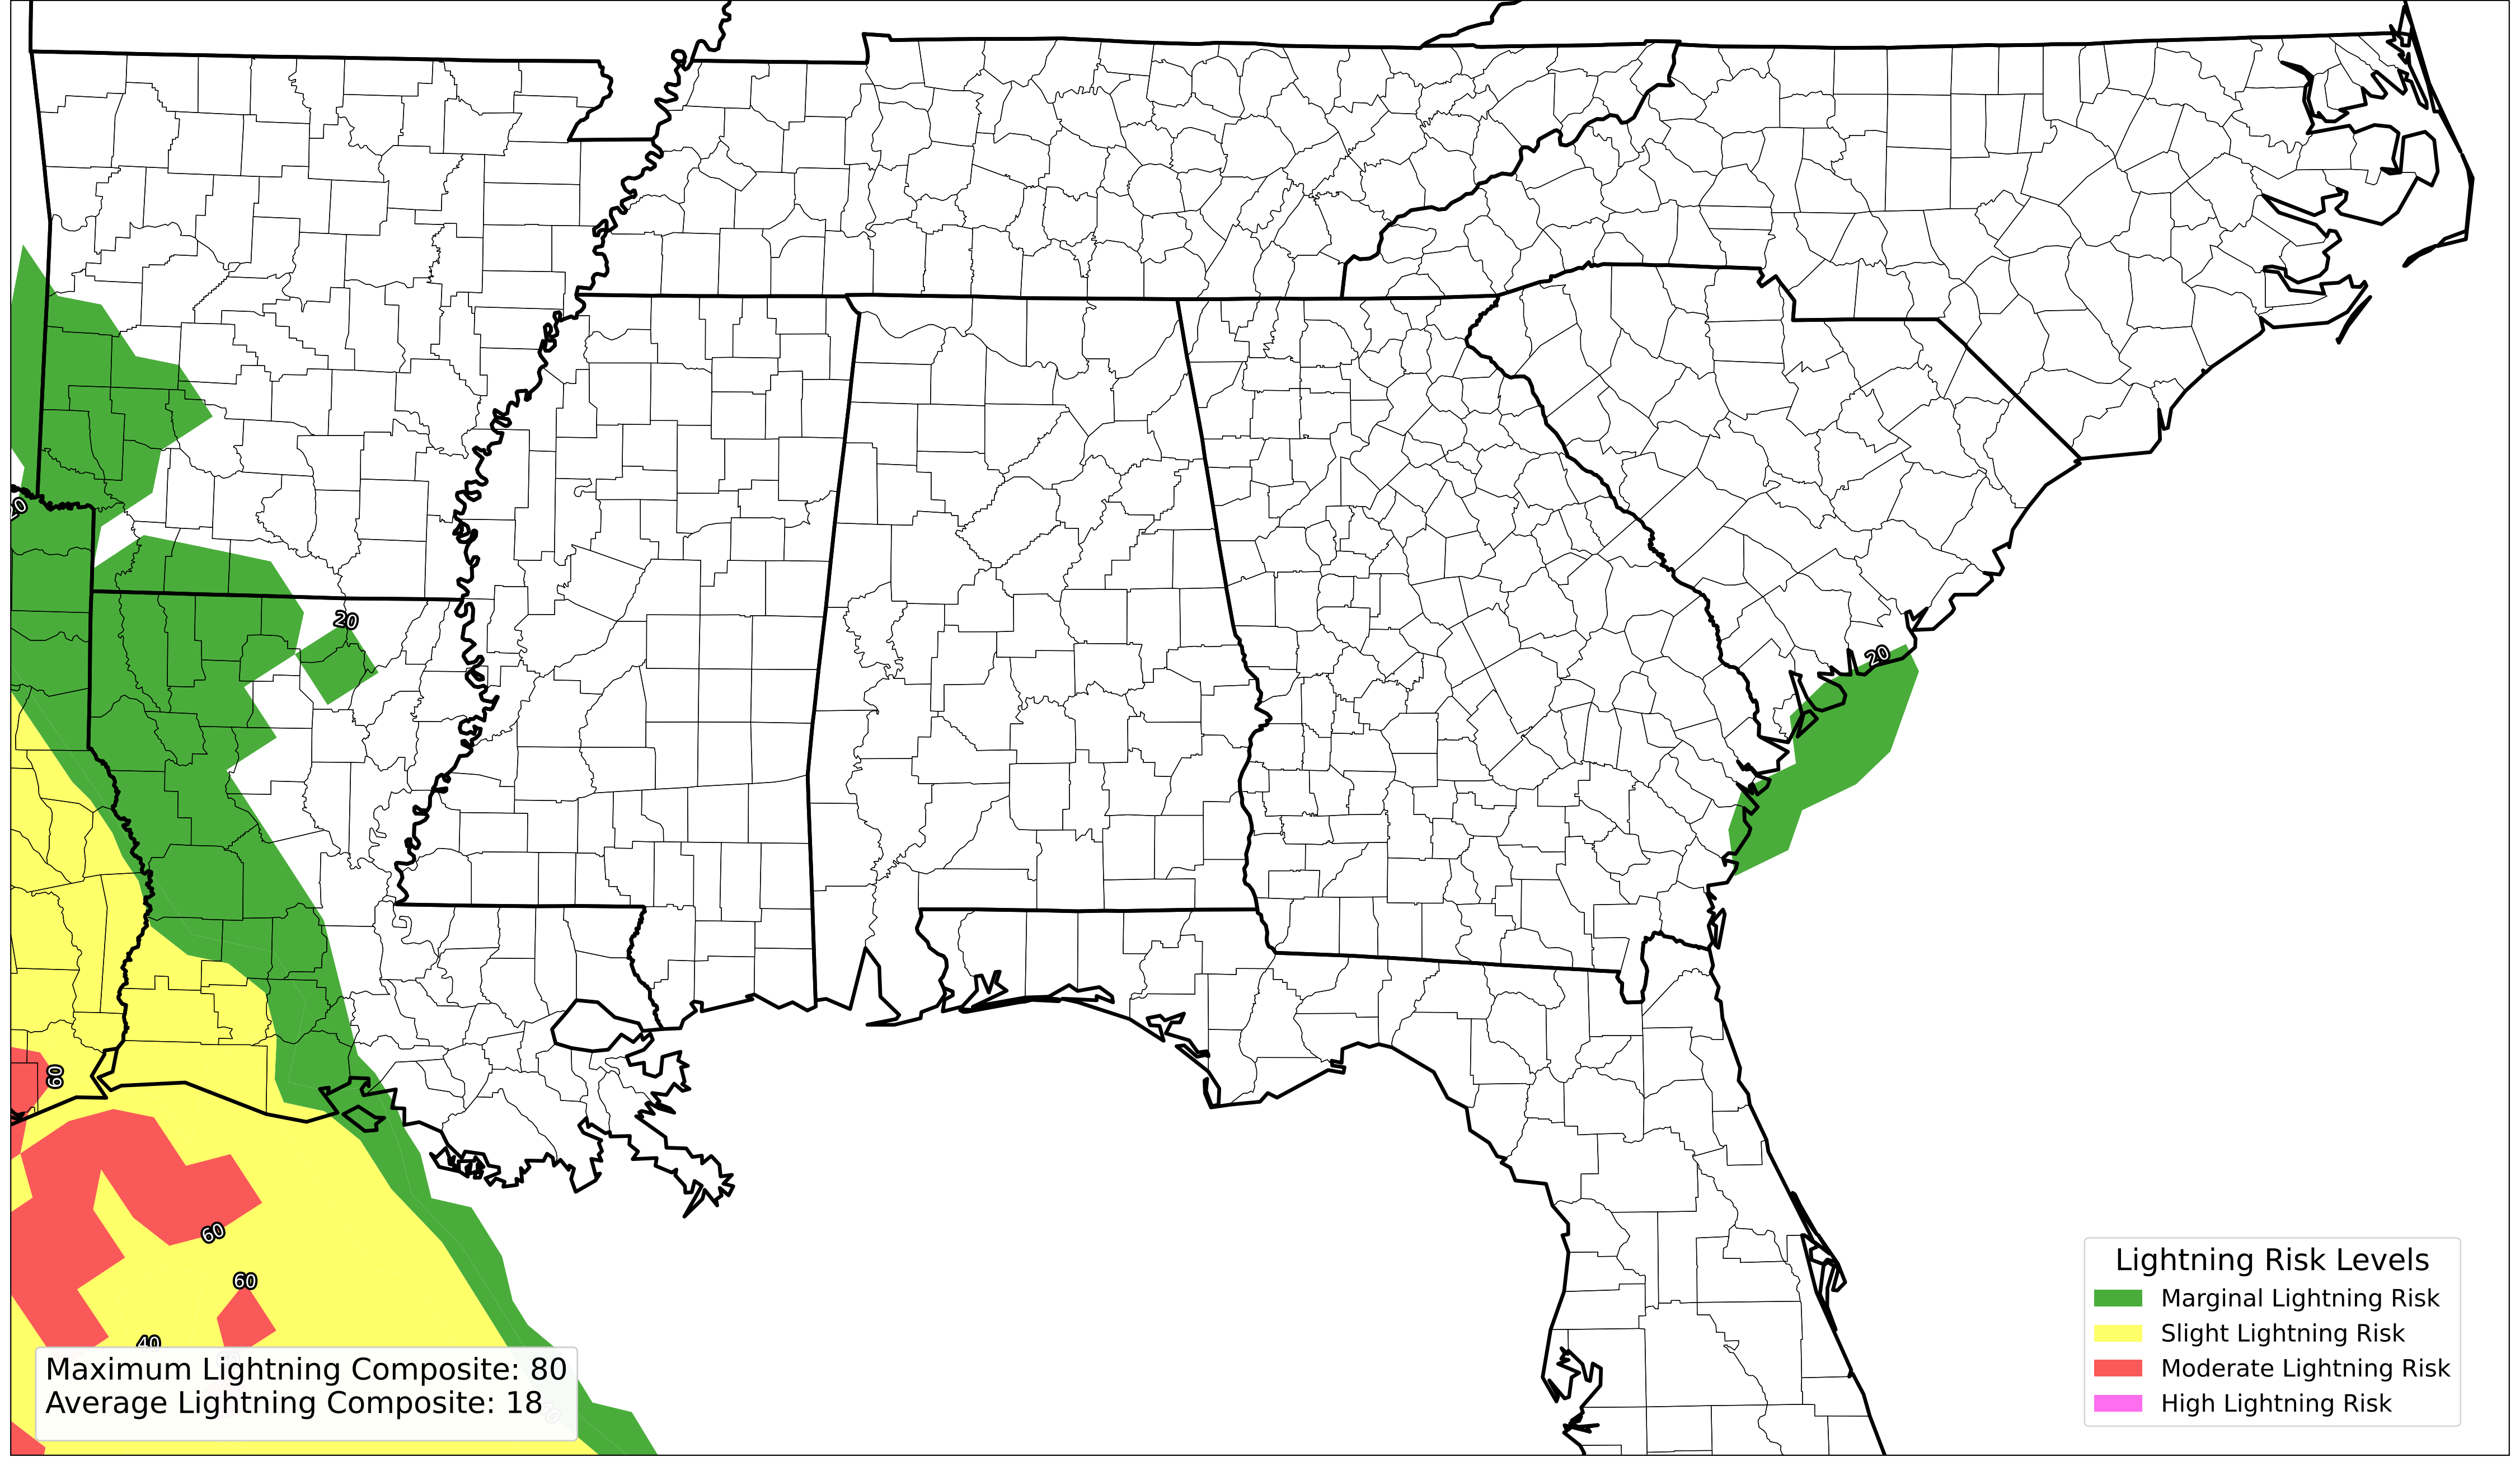 20
20
20
60
60
60
40
Maximum Lightning Composite: 80
Average Lightning Composite: 18
Lightning Risk Levels
Marginal Lightning Risk
Slight Lightning Risk
Moderate Lightning Risk
High Lightning Risk